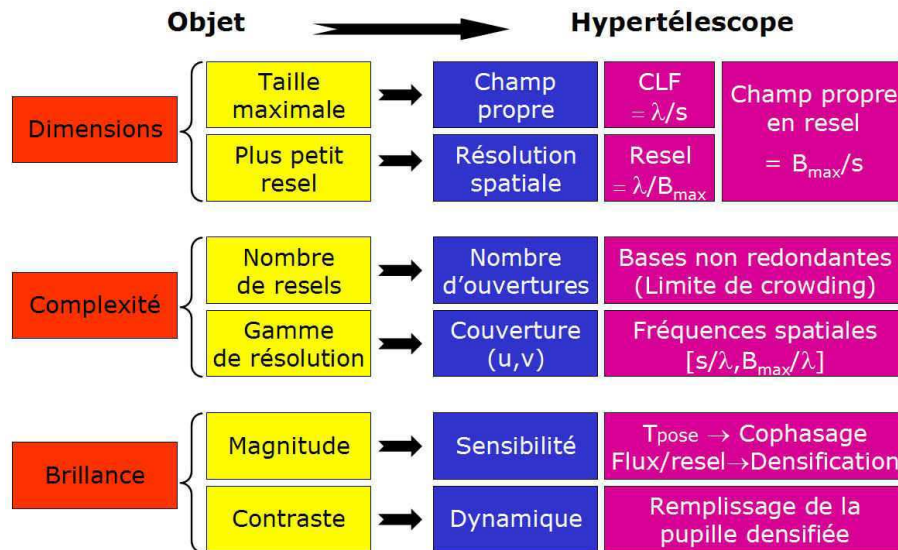 Objet
Hypertélescope
Dimensions
Taille
maximale
Champ
propre
CLF
= λ/s
Champ propre
en resel
= Bmax/s
Plus petit
resel
Résolution
spatiale
Resel
= λ/Bmax
Complexité
Nombre
de resels
Nombre
d'ouvertures
Bases non redondantes
(Limite de crowding)
Gamme
de résolution
Couverture
(u,v)
Fréquences spatiales
[s/λ,Bmax/λ]
Brillance
Magnitude
Sensibilité
Tpose → Cophasage
Flux/resel→Densification
Contraste
Dynamique
Remplissage de la
pupille densifiée